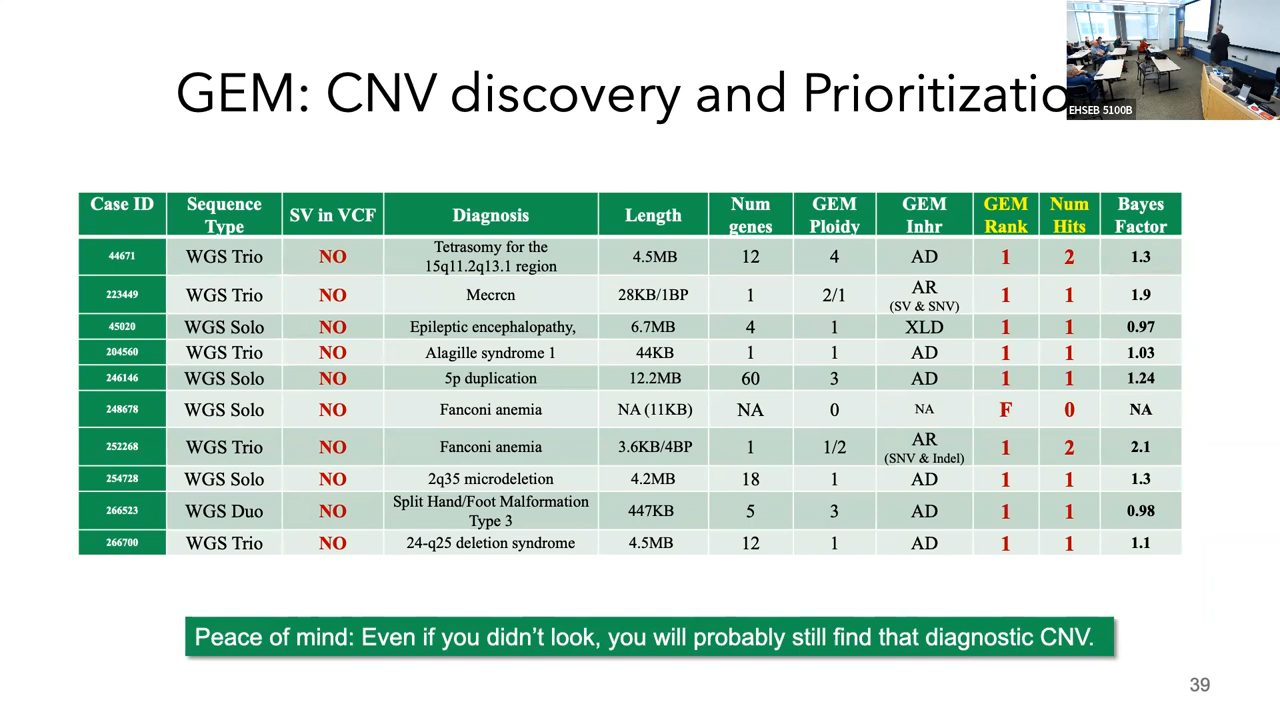 GEM: CNV discovery and Prioritizatio
EHSEB 5100B
Case ID Sequence Type SV in VCF Diagnosis Length Num genes GEM Ploidy GEM Inhr GEM Rank Num Hits Bayes Factor
44671 WGS Trio NO Tetrasomy for the 15q11.2q13.1 region 4.5MB 12 4 AD 1 2 1.3
223449 WGS Trio NO Mecrcn 28KB/1BP 1 2/1 AR (SV & SNV) 1 1 1.9
45020 WGS Solo NO Epileptic encephalopathy, 6.7MB 4 1 XLD 1 1 0.97
204560 WGS Trio NO Alagille syndrome 1 44KB 1 1 AD 1 1 1.03
246146 WGS Solo NO 5p duplication 12.2MB 60 3 AD 1 1 1.24
248678 WGS Solo NO Fanconi anemia NA (11KB) NA 0 NA F 0 NA
252268 WGS Trio NO Fanconi anemia 3.6KB/4BP 1 1/2 AR (SNV & Indel) 1 2 2.1
254728 WGS Solo NO 2q35 microdeletion 4.2MB 18 1 AD 1 1 1.3
266523 WGS Duo NO Split Hand/Foot Malformation Type 3 447KB 5 3 AD 1 1 0.98
266700 WGS Trio NO 24-q25 deletion syndrome 4.5MB 12 1 AD 1 1 1.1
Peace of mind: Even if you didn't look, you will probably still find that diagnostic CNV.
39